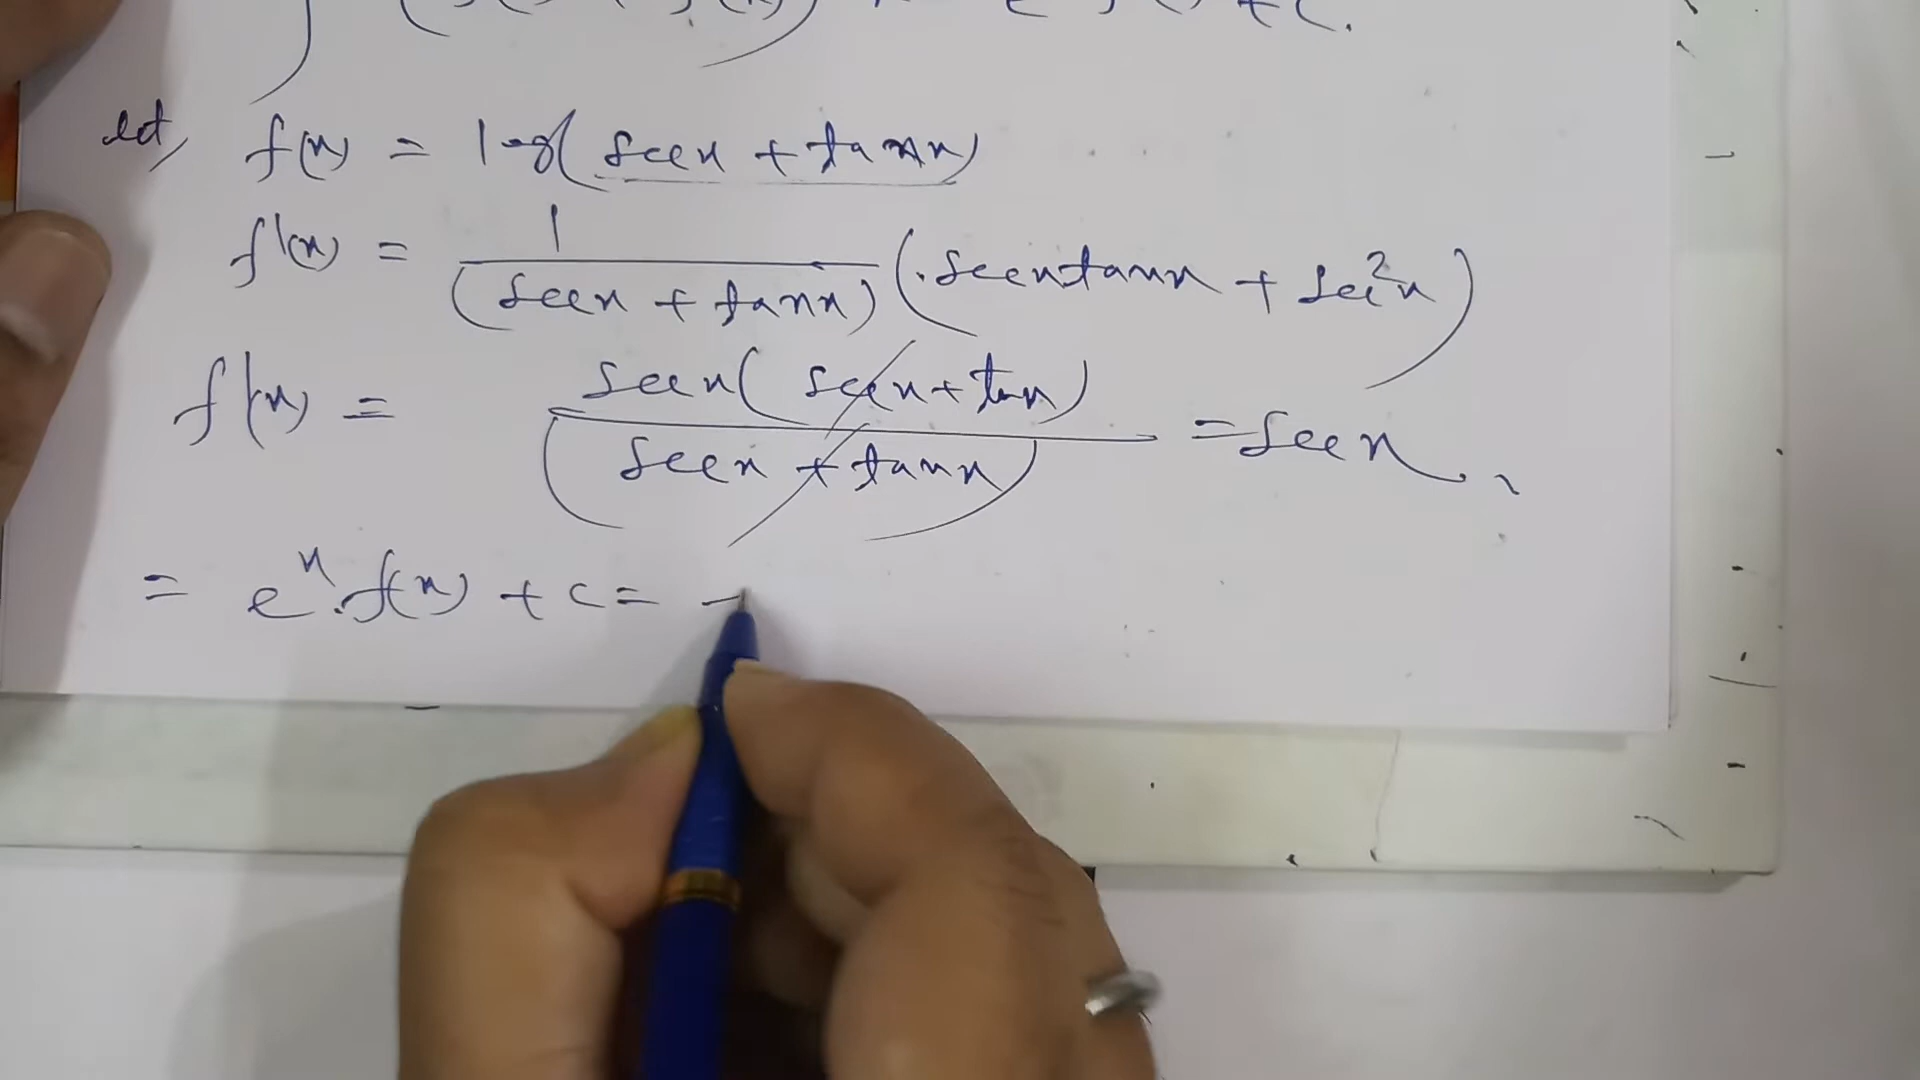 let, f(x) = log(secx + tanx)
f'(x) = 1/(secx + tanx) (.secxtanx + sec²x)
f'(x) = secx(secx+tanx)/(secx + tanx) = secx.
= eˣ.f(x) + c =